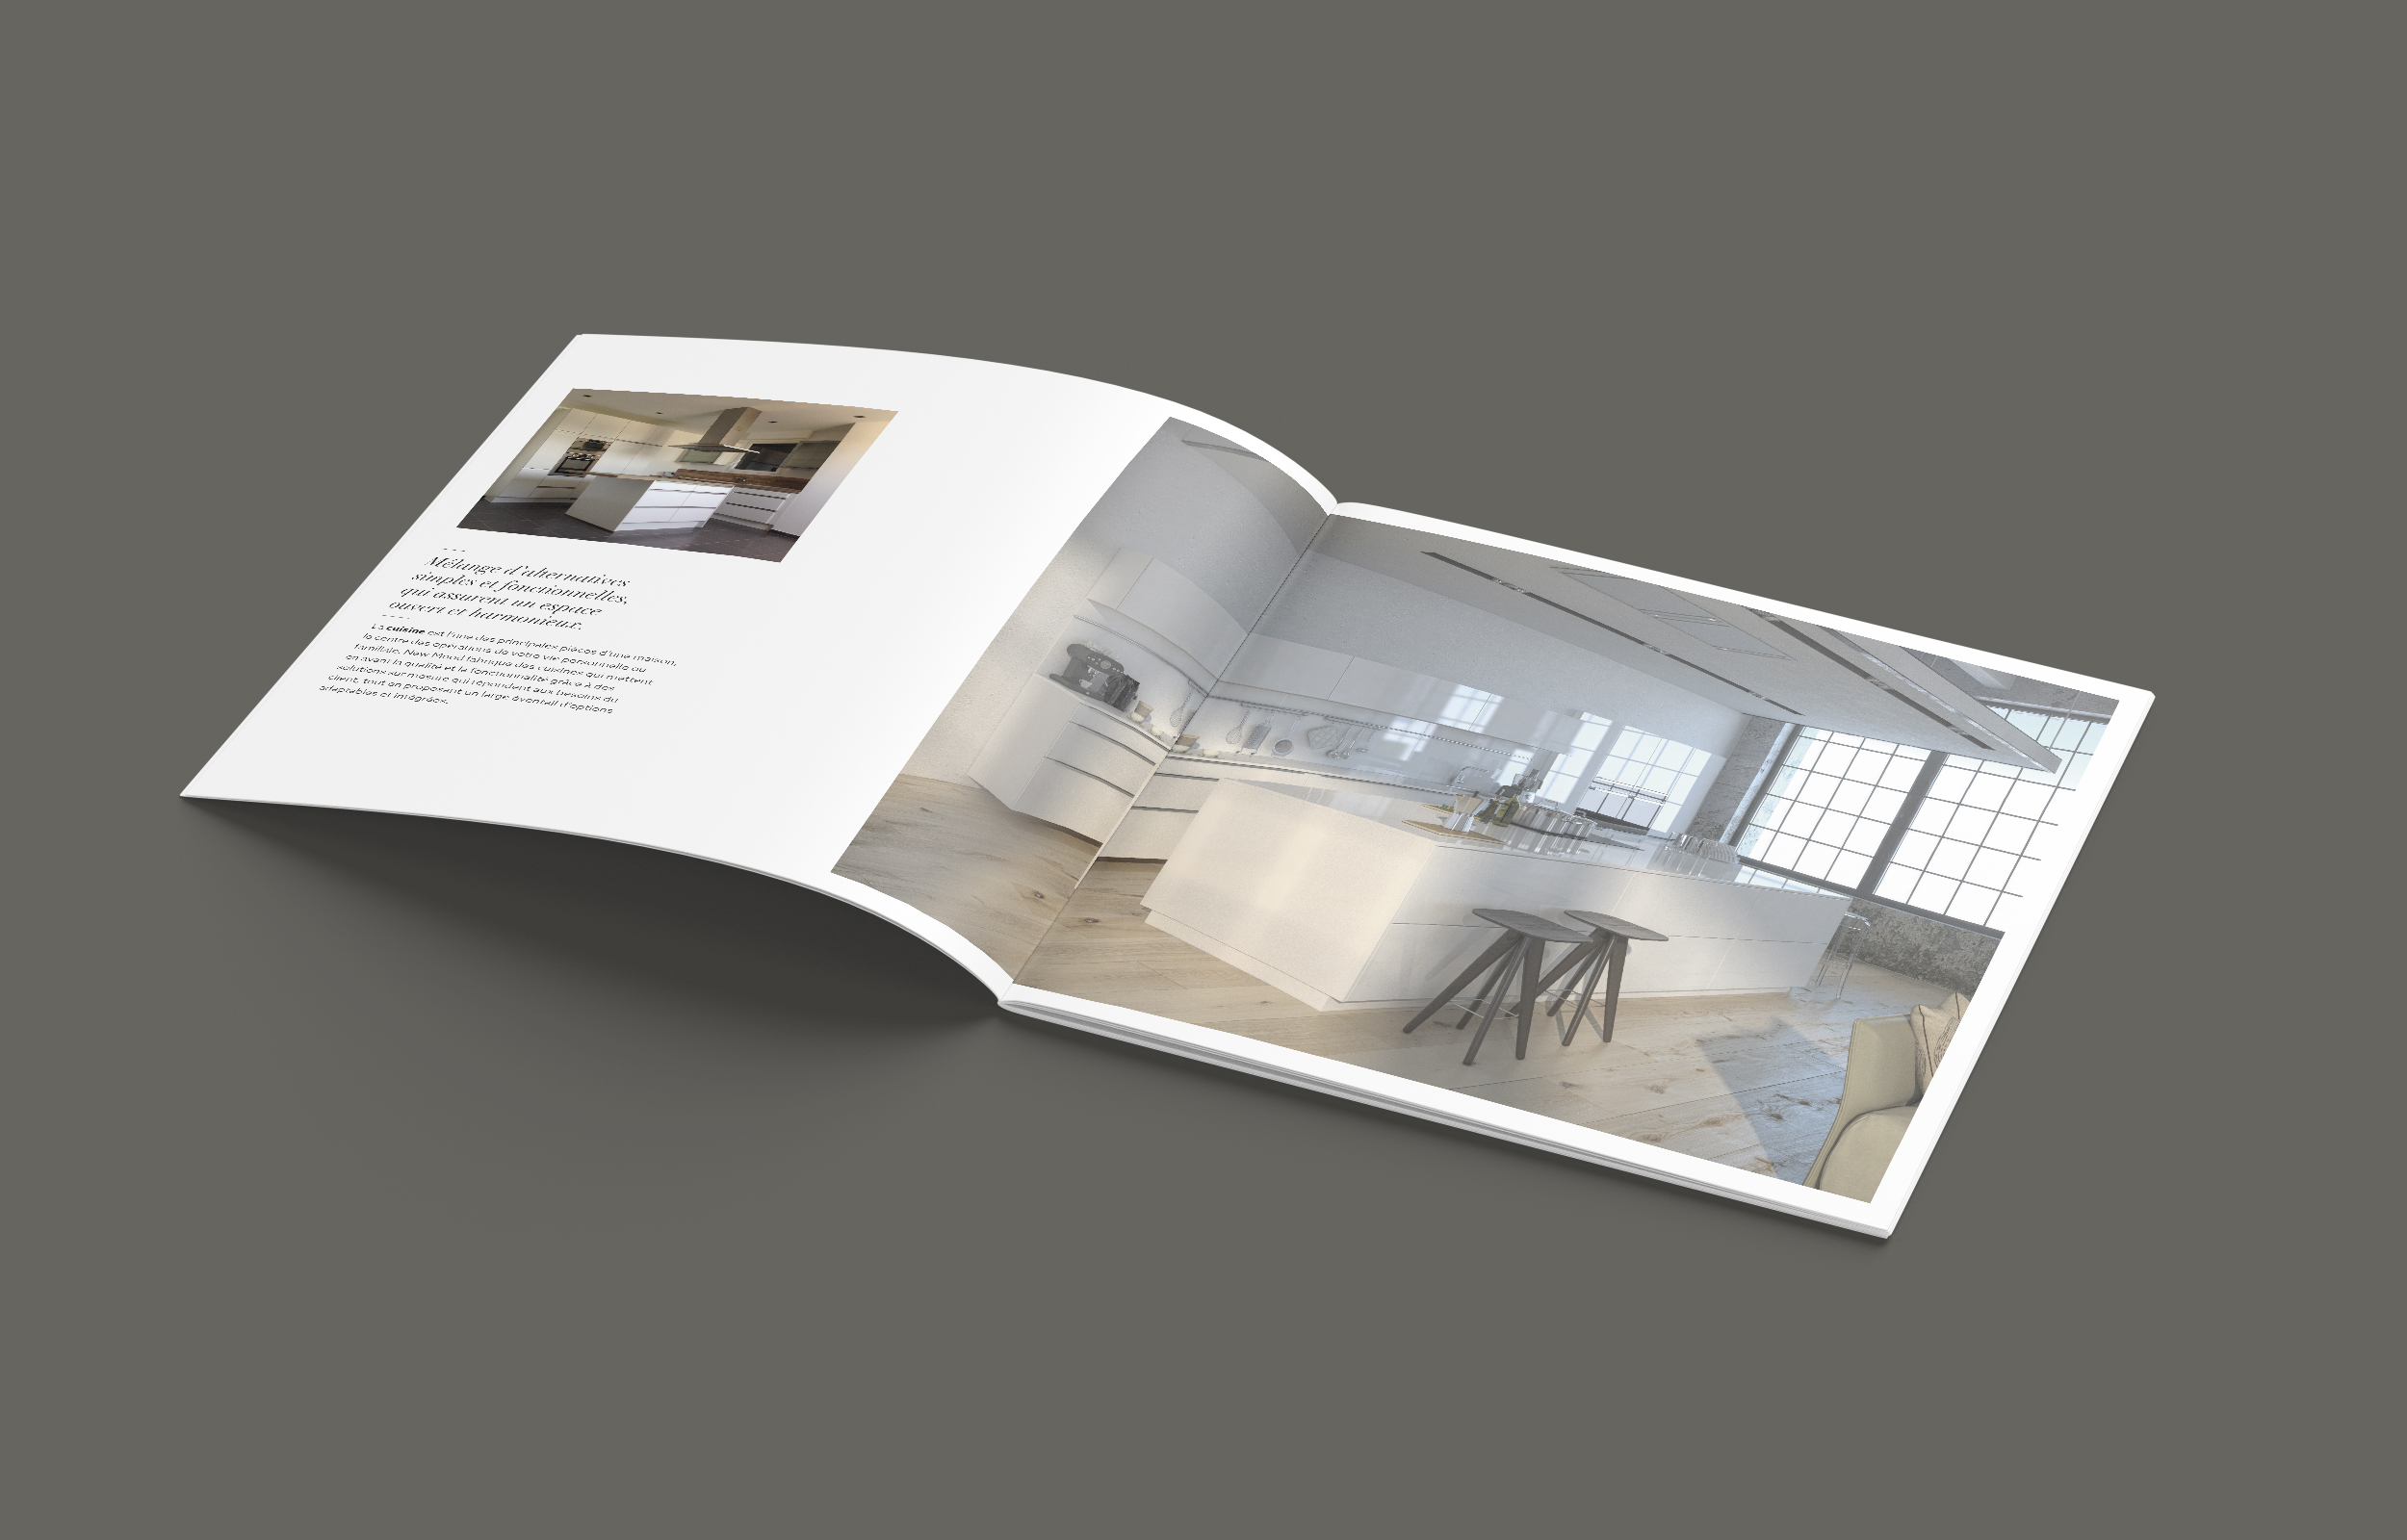 Mélange d'alternatives
simples et fonctionnelles,
qui assurent un espace
ouvert et harmonieux.
La cuisine est l'une des principales pièces d'une maison,
le centre des opérations de votre vie personnelle ou
familiale. New Mood fabrique des cuisines qui mettent
en avant la qualité et la fonctionnalité grâce à des
solutions sur mesure qui répondent aux besoins du
client, tout en proposant un large éventail d'options
adaptables et intégrées.